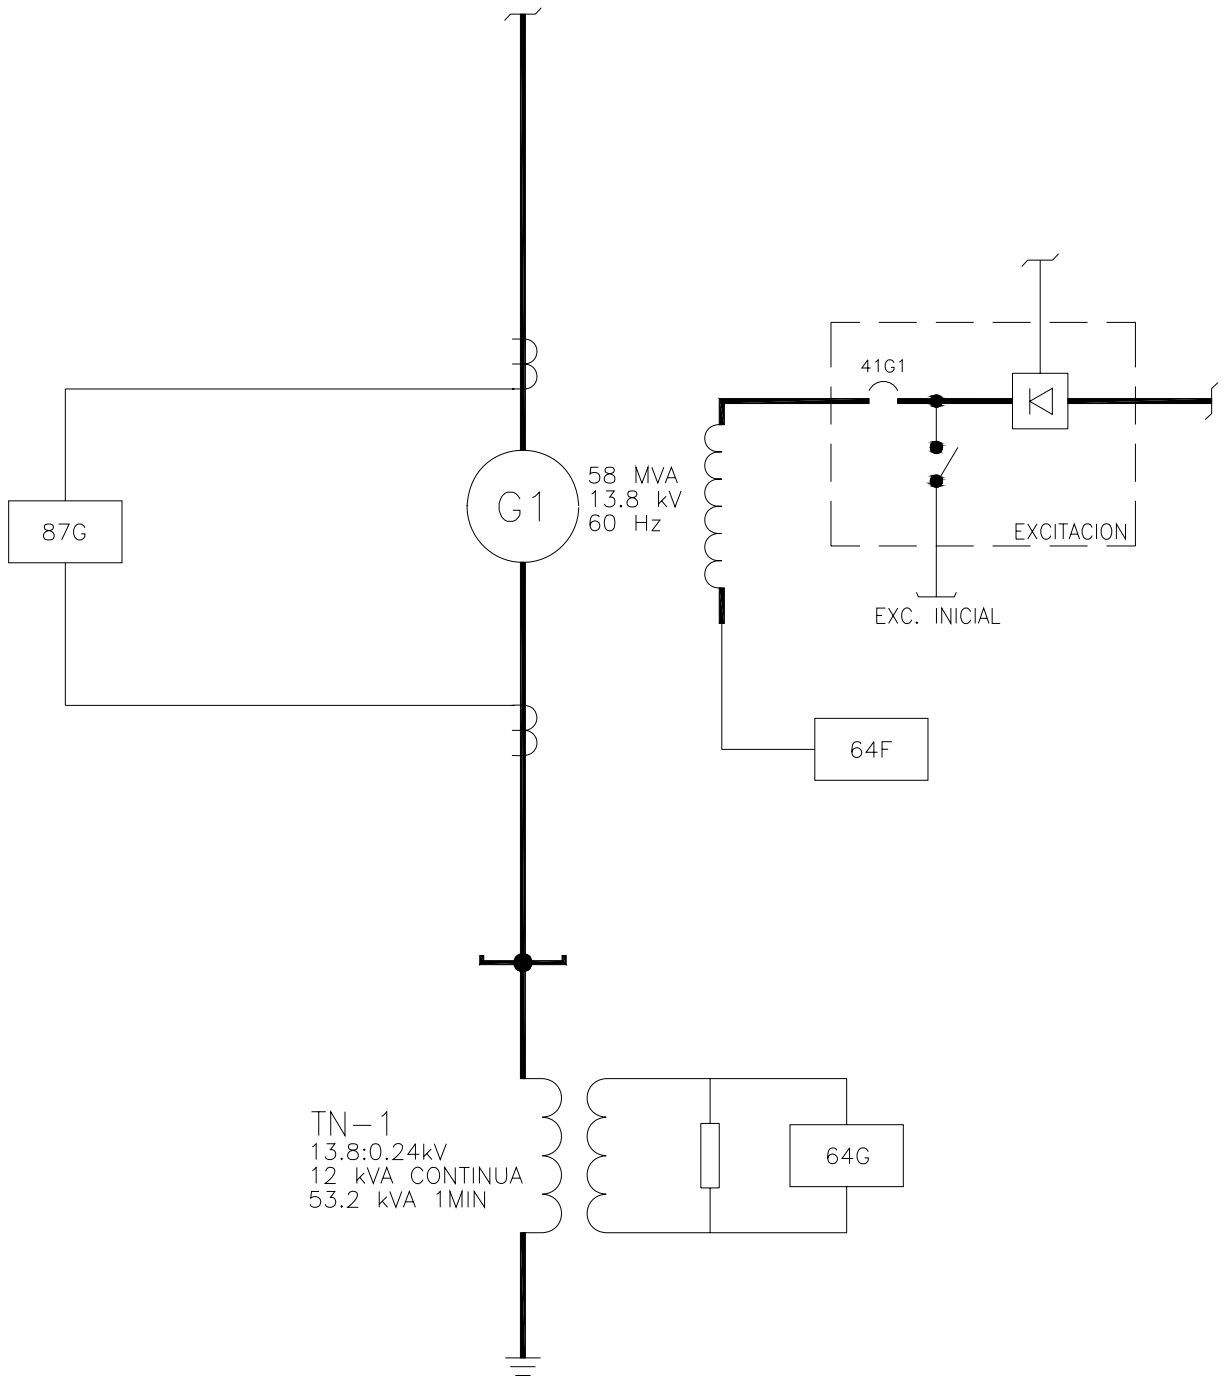 41G1
58 MVA
13.8 kV
60 Hz
G1
87G
EXCITACION
EXC. INICIAL
64F
TN-1
13.8:0.24kV
12 kVA CONTINUA
53.2 kVA 1MIN
64G